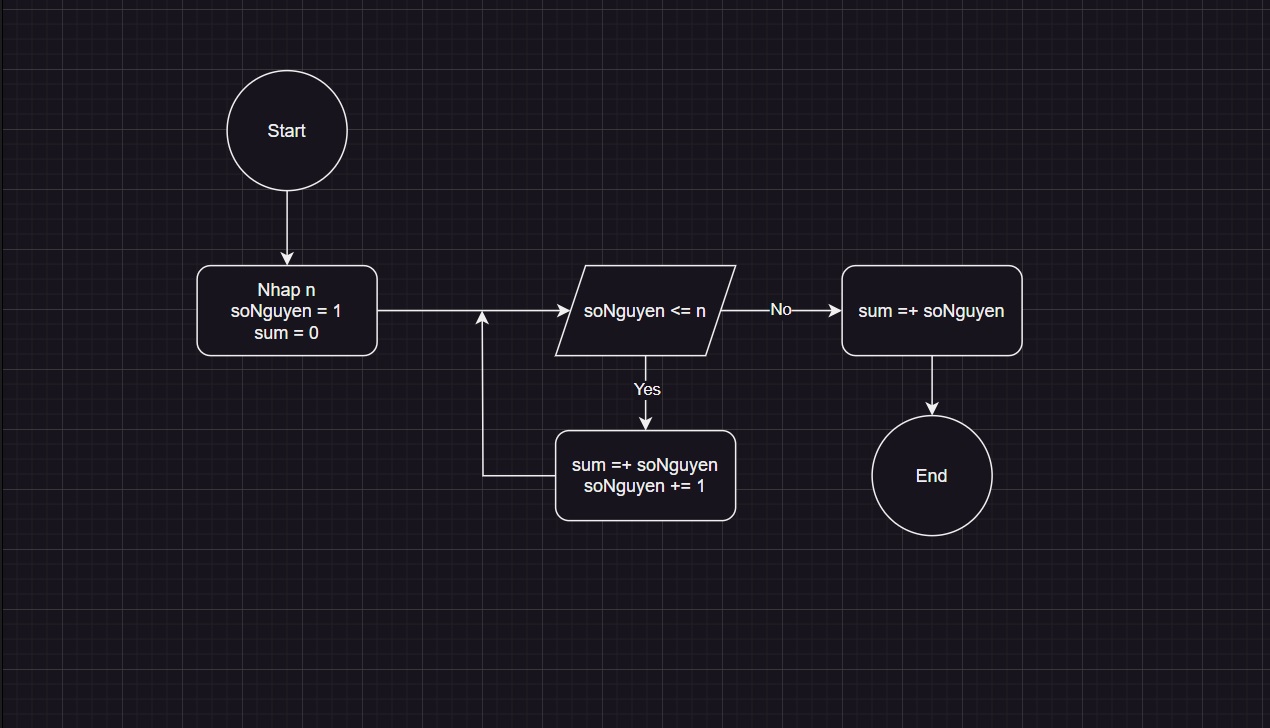 Start
Nhap n
soNguyen = 1
sum = 0
soNguyen <= n
No
sum =+ soNguyen
Yes
sum =+ soNguyen
soNguyen += 1
End